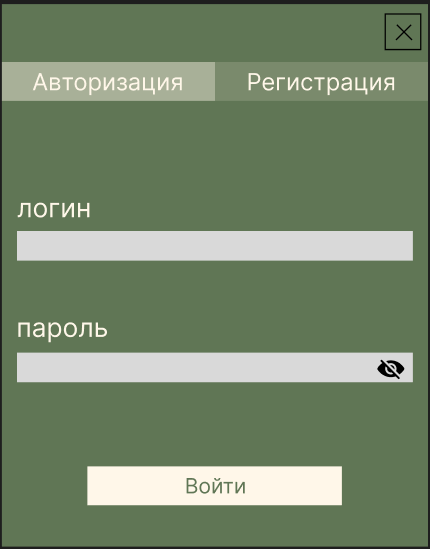 Авторизация Регистрация
логин
пароль
Войти